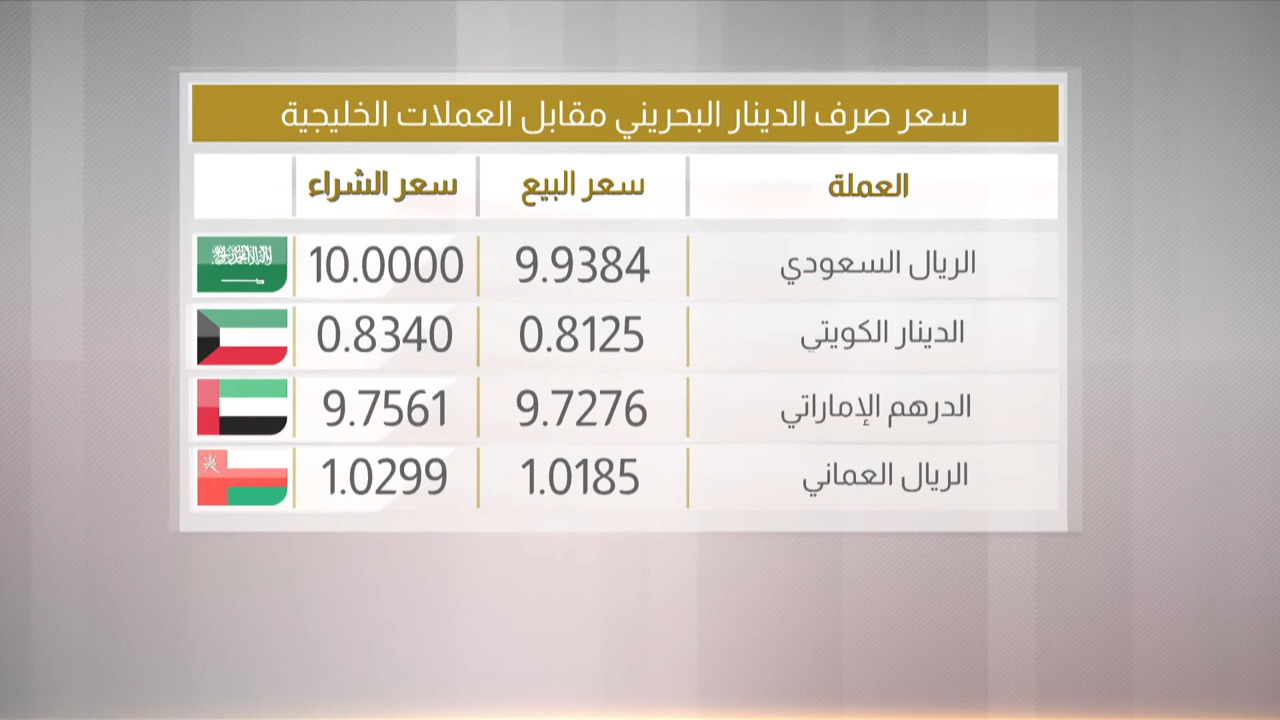 سعر صرف الدينار البحريني مقابل العملات الخليجية
العملة سعر البيع سعر الشراء
الريال السعودي 9.9384 10.0000
الدينار الكويتي 0.8125 0.8340
الدرهم الإماراتي 9.7276 9.7561
الريال العماني 1.0185 1.0299